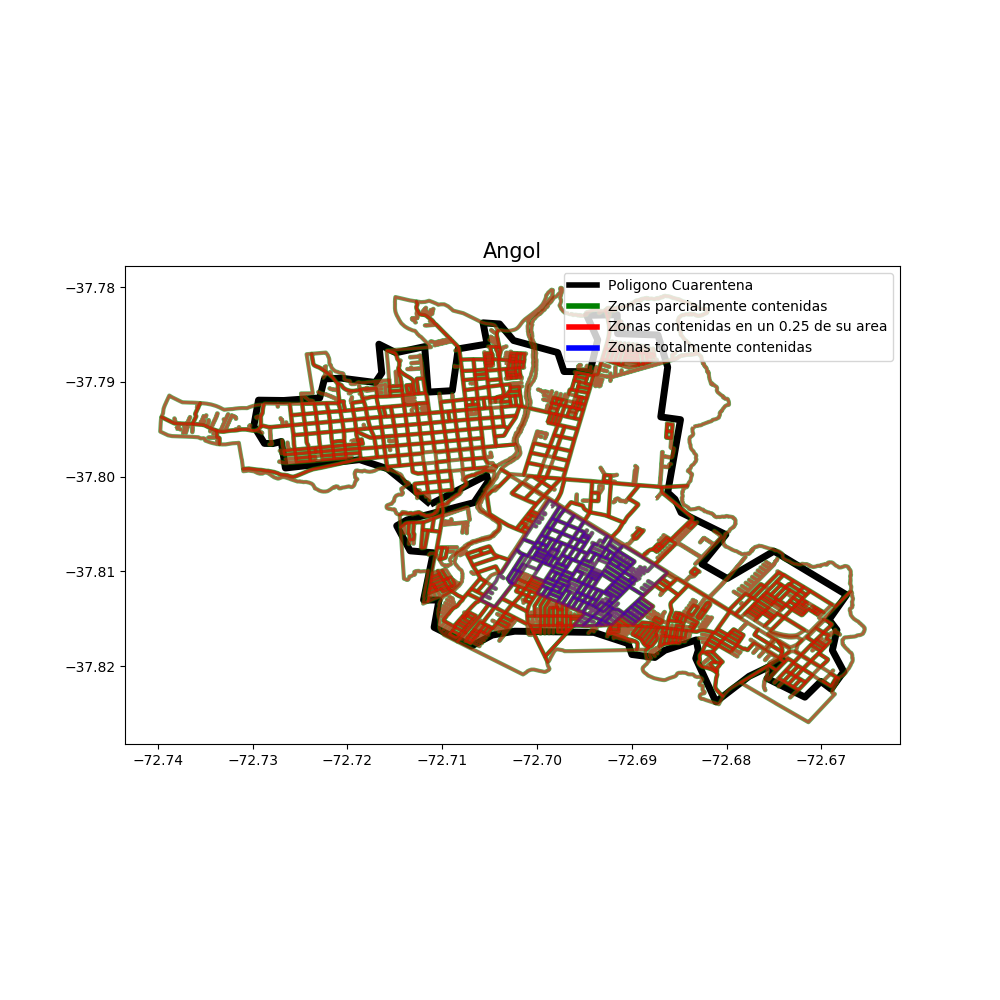 Angol
Poligono Cuarentena
Zonas parcialmente contenidas
Zonas contenidas en un 0.25 de su area
Zonas totalmente contenidas
−37.78
−37.79
−37.80
−37.81
−37.82
−72.74 −72.73 −72.72 −72.71 −72.70 −72.69 −72.68 −72.67